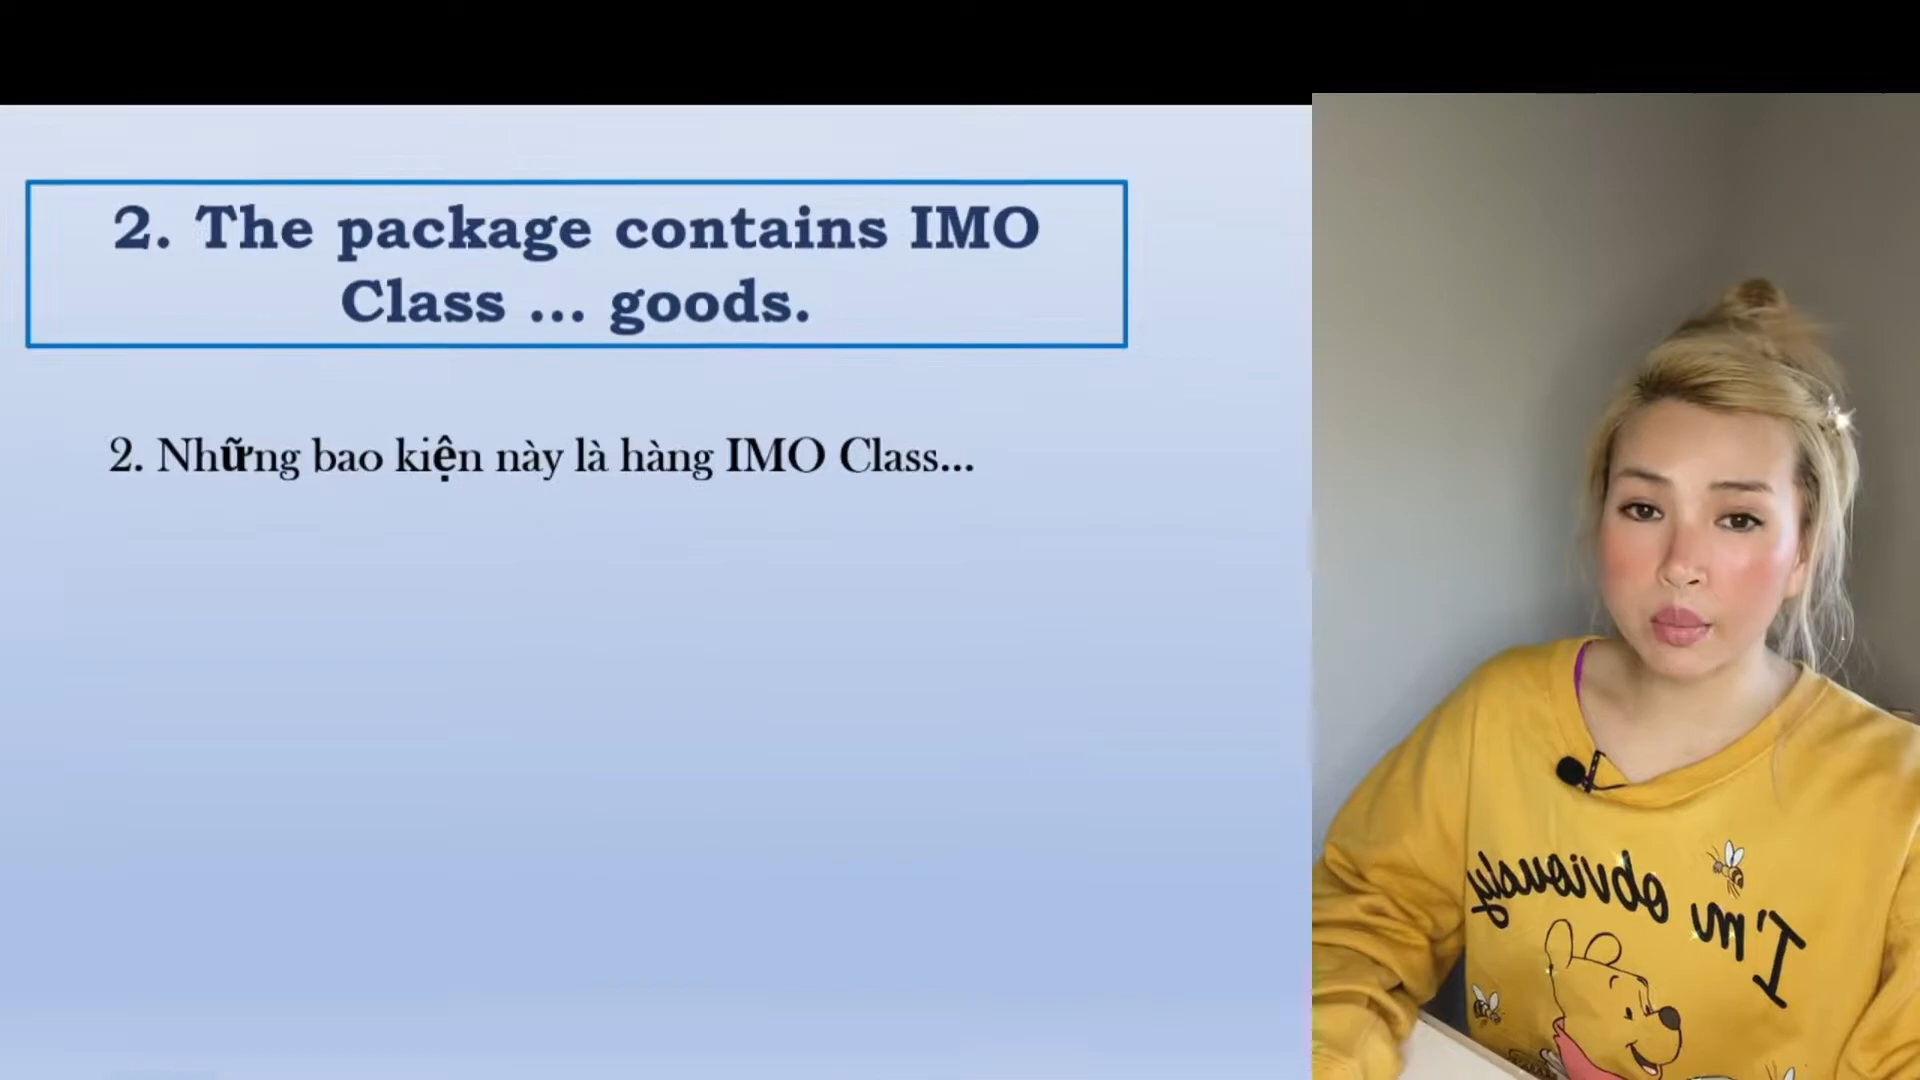 2. The package contains IMO
Class ... goods.
2. Những bao kiện này là hàng IMO Class...
I'm obviously